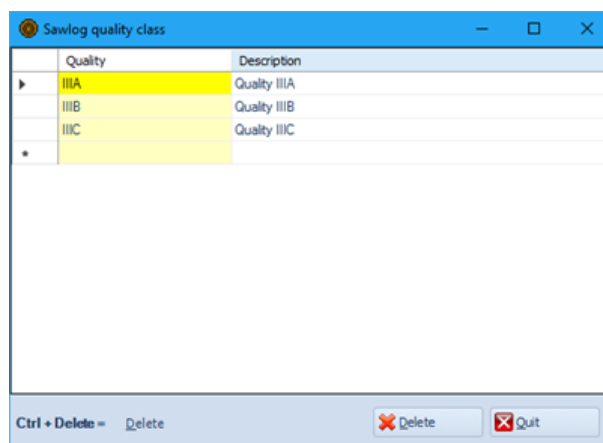 Sawlog quality class
Quality Description
IIIA Quality IIIA
IIIB Quality IIIB
IIIC Quality IIIC
*
Ctrl + Delete = Delete Delete Quit